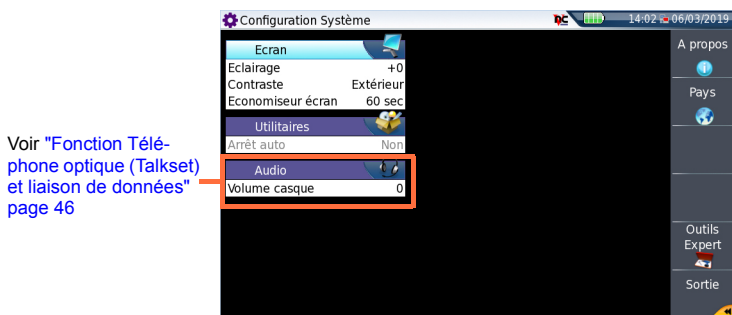 Configuration Système
14:02 06/03/2019
Ecran
Eclairage +0
Contraste Extérieur
Economiseur écran 60 sec
Utilitaires
Arrêt auto Non
Audio
Volume casque 0
A propos
Pays
Outils
Expert
Sortie
Voir "Fonction Télé-
phone optique (Talkset)
et liaison de données"
page 46